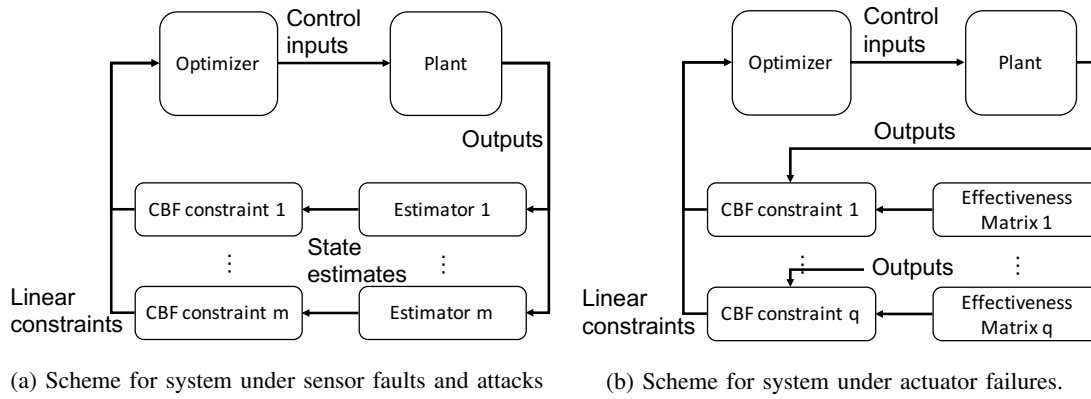 Control
inputs
Optimizer
Plant
Outputs
CBF constraint 1
Estimator 1
⋮
State
estimates
⋮
Linear
constraints
CBF constraint m
Estimator m
(a) Scheme for system under sensor faults and attacks
Control
inputs
Optimizer
Plant
Outputs
CBF constraint 1
Effectiveness
Matrix 1
⋮
⋮
Outputs
Linear
constraints
CBF constraint q
Effectiveness
Matrix q
(b) Scheme for system under actuator failures.